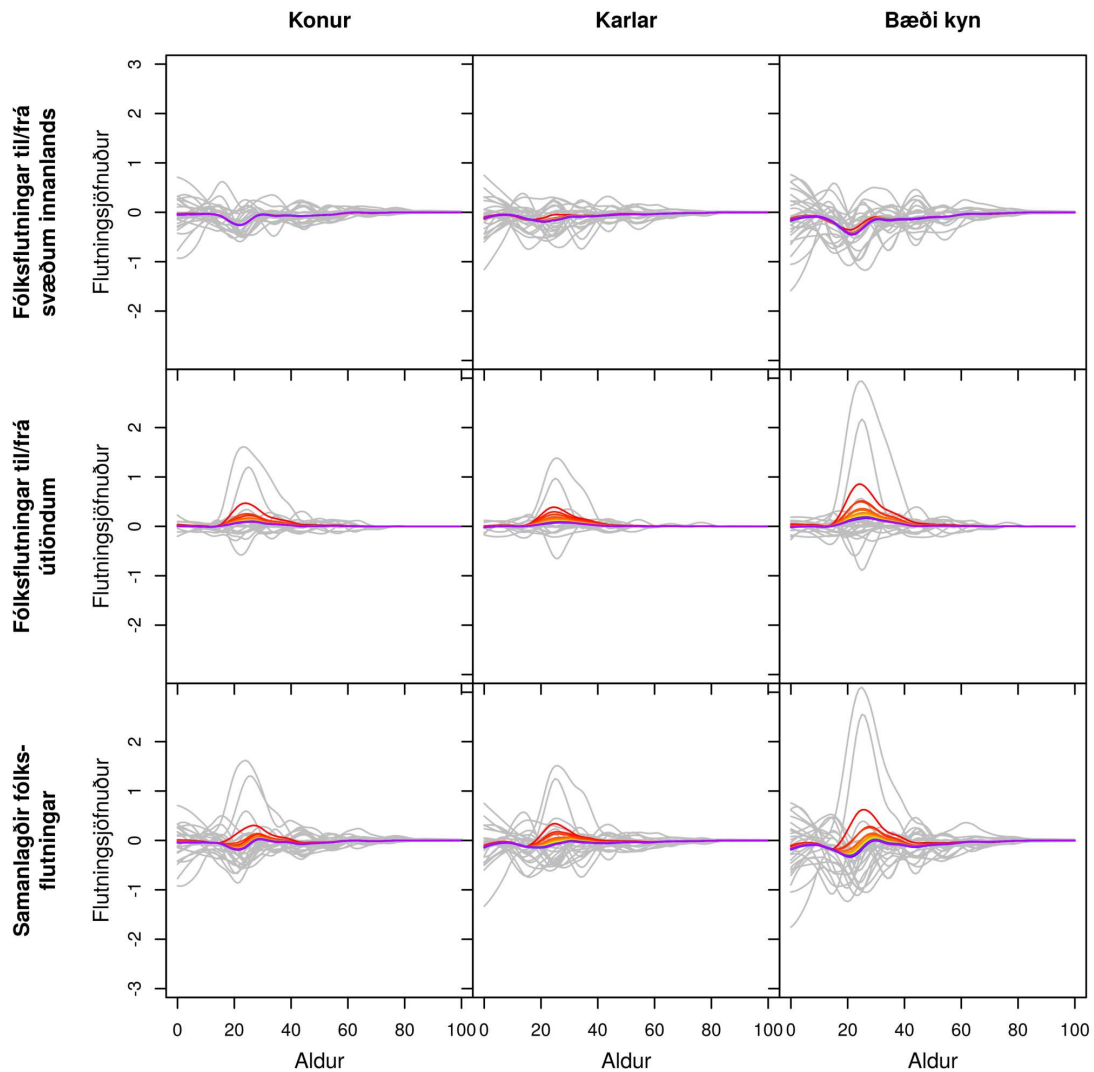 Konur Karlar Bæði kyn
Fólksflutningar til/frá
svæðum innanlands
Flutningsjöfnuður
3
2
1
0
-1
-2
Fólksflutningar til/frá
útlöndum
Flutningsjöfnuður
2
1
0
-1
-2
Samanlagðir fólks-
flutningar
Flutningsjöfnuður
2
1
0
-1
-2
-3
0 20 40 60 80 100 0 20 40 60 80 100 0 20 40 60 80 100
Aldur Aldur Aldur